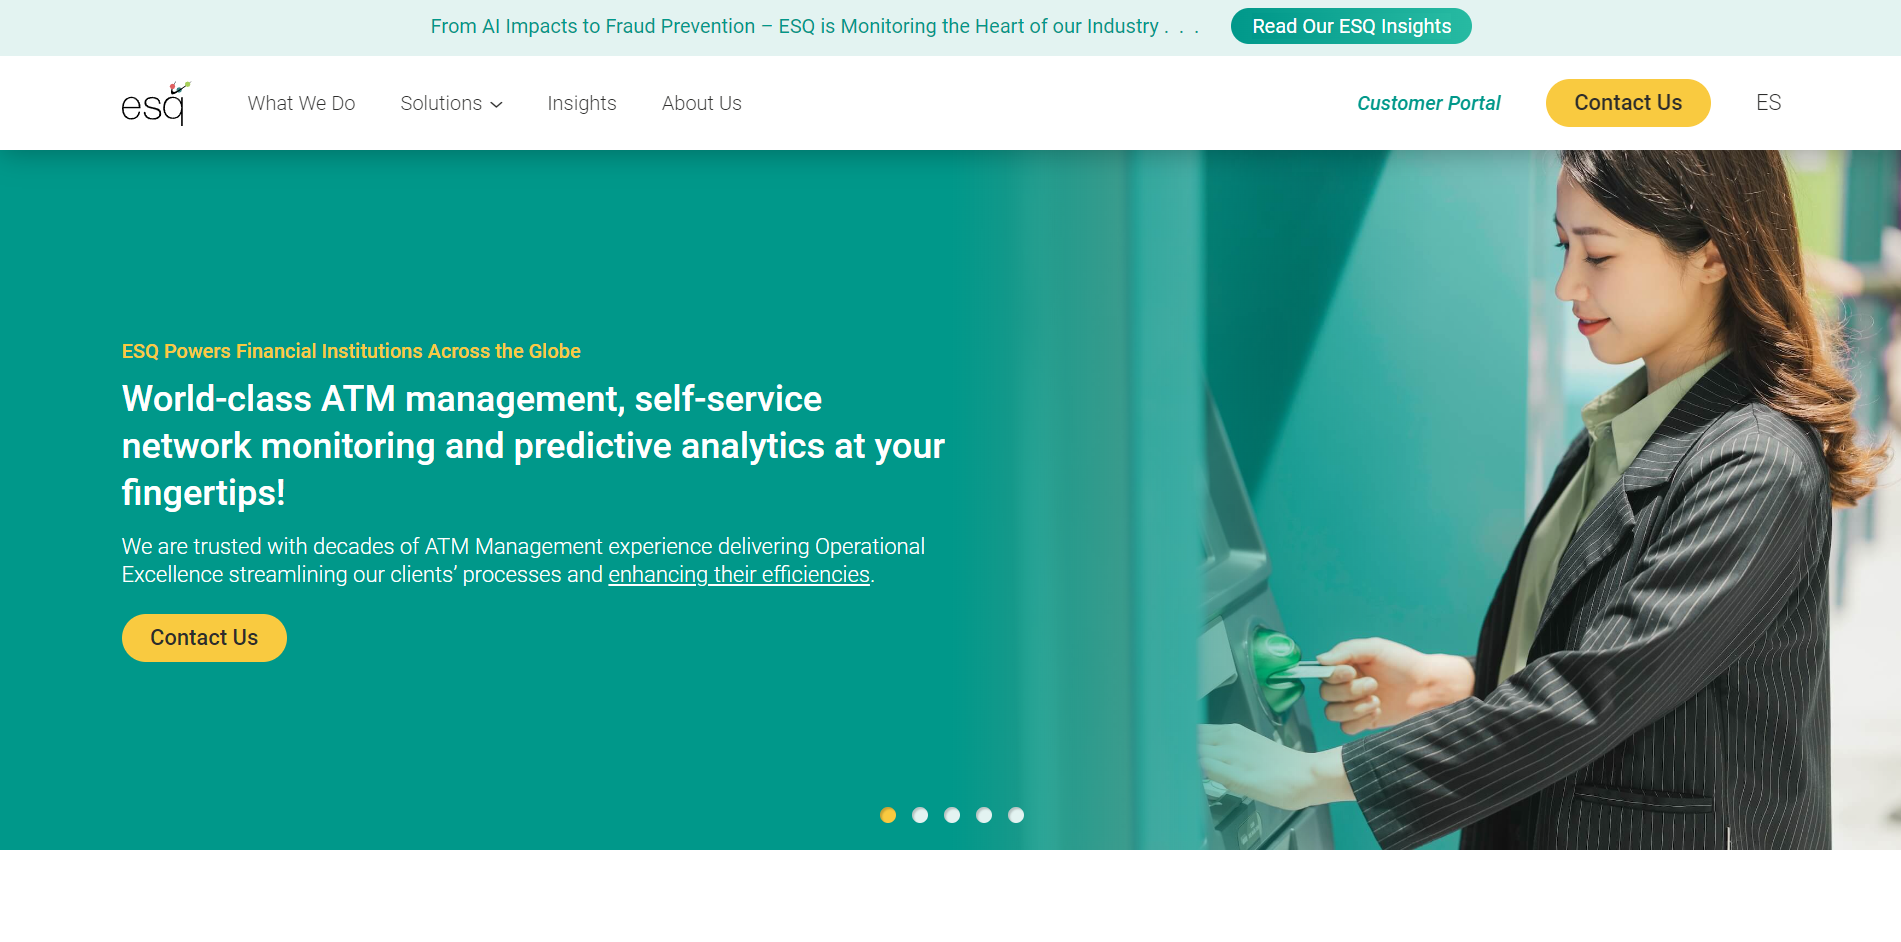 From AI Impacts to Fraud Prevention – ESQ is Monitoring the Heart of our Industry . . .
Read Our ESQ Insights
esq
What We Do
Solutions
Insights
About Us
Customer Portal
Contact Us
ES
ESQ Powers Financial Institutions Across the Globe
World-class ATM management, self-service
network monitoring and predictive analytics at your
fingertips!
We are trusted with decades of ATM Management experience delivering Operational
Excellence streamlining our clients’ processes and enhancing their efficiencies.
Contact Us